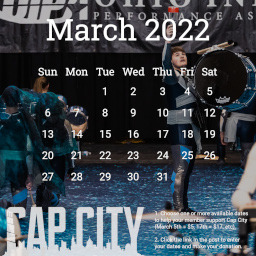 March 2022
PERFORMANCE AS
Sun Mon Tue Wed Thu Fri Sat
1 2 3 4 5
6 7 8 9 10 11 12
13 14 15 16 17 18 19
20 21 22 23 24 25 26
27 28 29 30 31
CAP CITY
1. Choose one or more available dates
to help your member support Cap City
(March 5th = $5, 17th = $17, etc).
2. Click the link in the post to enter
your dates and make your donation.